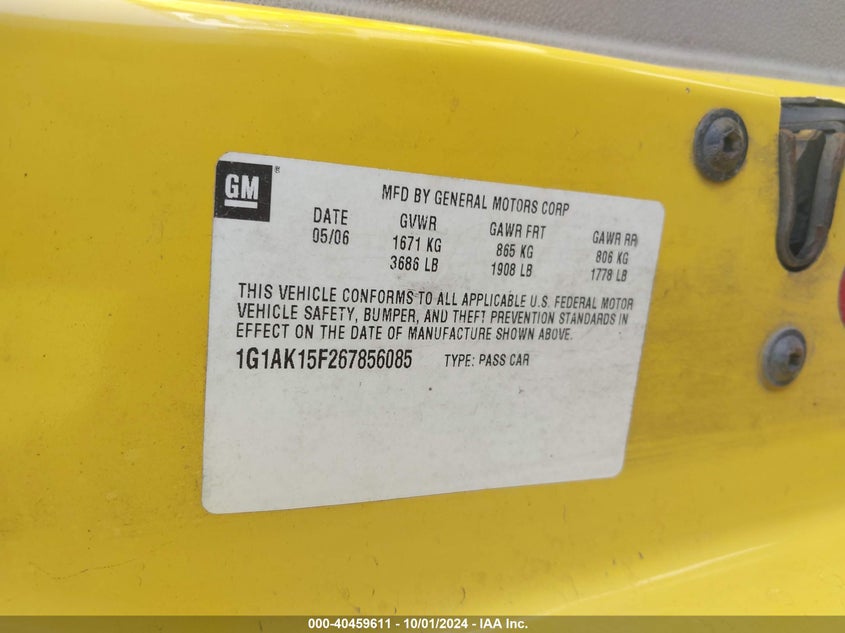 GM ®
MFD BY GENERAL MOTORS CORP
DATE GVWR GAWR FRT GAWR RR
05/06 1671 KG 865 KG 806 KG
3686 LB 1908 LB 1778 LB
THIS VEHICLE CONFORMS TO ALL APPLICABLE U.S. FEDERAL MOTOR
VEHICLE SAFETY, BUMPER, AND THEFT PREVENTION STANDARDS IN
EFFECT ON THE DATE OF MANUFACTURE SHOWN ABOVE.
1G1AK15F267856085 TYPE: PASS CAR
000-40459611 - 10/01/2024 - IAA Inc.